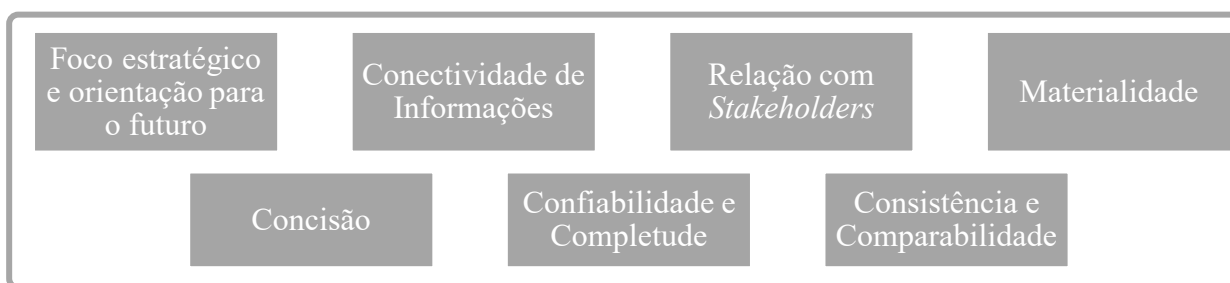 Foco estratégico
e orientação para
o futuro
Conectividade de
Informações
Relação com
Stakeholders
Materialidade
Concisão
Confiabilidade e
Completude
Consistência e
Comparabilidade